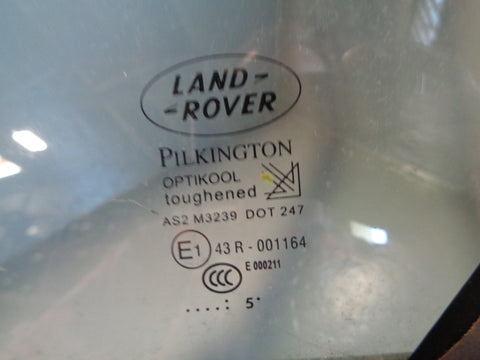 LAND-
-ROVER
PILKINGTON
OPTIKOOL
toughened
AS2 M3239 DOT 247
E1 43 R - 001164
CCC E 000211
....: 5·